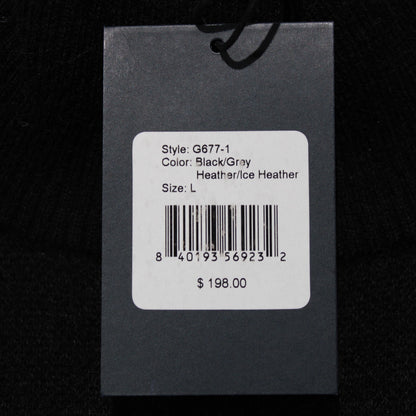 Style: G677-1
Color: Black/Grey
Heather/Ice Heather
Size: L
8 40193 56923 2
$ 198.00